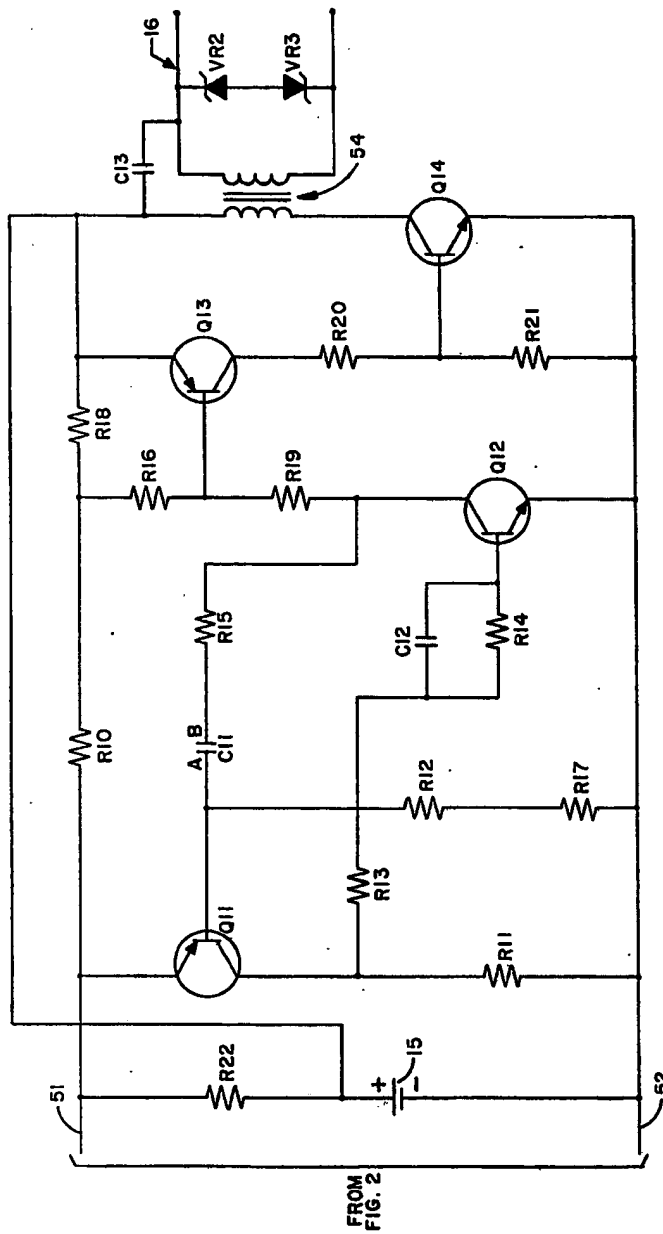 16
VR2
VR3
C13
54
Q14
Q13
R20
R21
R18
R16
R19
Q12
R15
C12
R14
R10
A B
C11
R12
R17
R13
Q11
R11
51
R22
+
-
15
52
FROM
FIG. 2